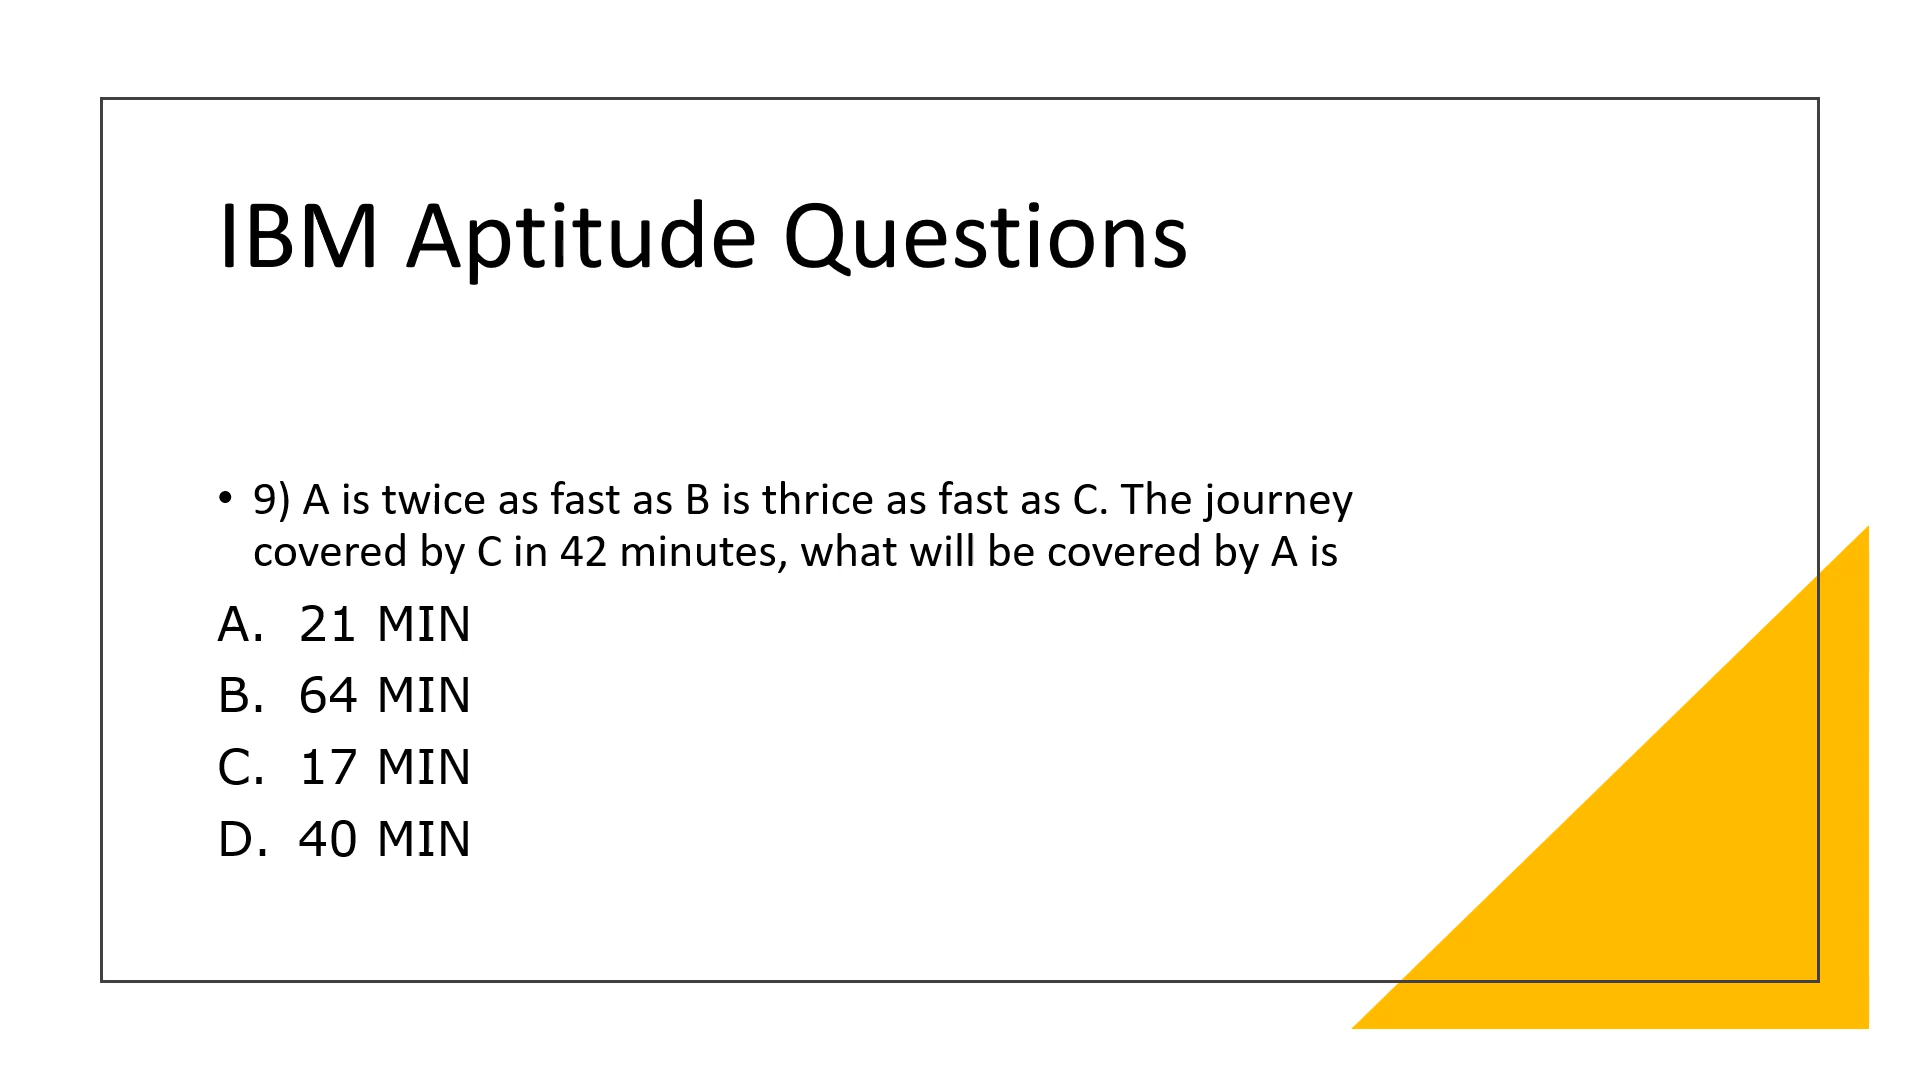 IBM Aptitude Questions
• 9) A is twice as fast as B is thrice as fast as C. The journey
covered by C in 42 minutes, what will be covered by A is
A. 21 MIN
B. 64 MIN
C. 17 MIN
D. 40 MIN